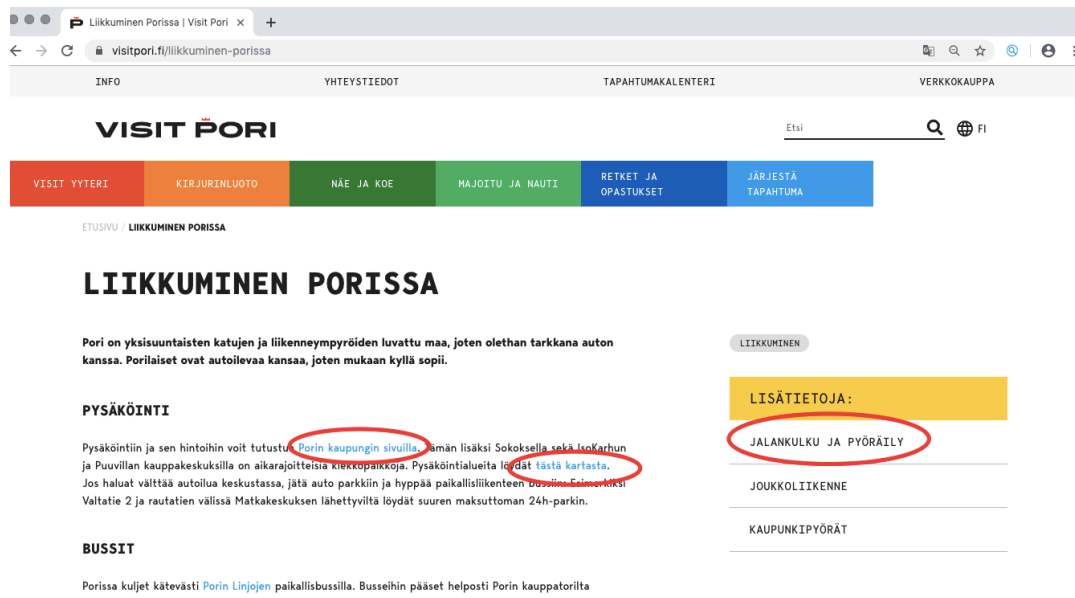 Liikkuminen Porissa | Visit Pori
visitpori.fi/liikkuminen-porissa
INFO
YHTEYSTIEDOT
TAPAHTUMAKALENTERI
VERKKOKAUPPA
VISIT PORI
Etsi
FI
VISIT YYTERI
KIRJURINLUOTO
NÄE JA KOE
MAJOITU JA NAUTI
RETKET JA
OPASTUKSET
JÄRJESTÄ
TAPAHTUMA
ETUSIVU / LIIKKUMINEN PORISSA
LIIKKUMINEN PORISSA
Pori on yksisuuntaisten katujen ja liikenneympyröiden luvattu maa, joten olethan tarkkana auton
kanssa. Porilaiset ovat autoilevaa kansaa, joten mukaan kyllä sopii.
PYSÄKÖINTI
Pysäköintiin ja sen hintoihin voit tutustua Porin kaupungin sivuilla. Tämän lisäksi Sokoksella sekä IsoKarhun
ja Puuvillan kauppakeskuksilla on aikarajoitteisia kiekkopaikkoja. Pysäköintialueita löydät tästä kartasta.
Jos haluat välttää autoilua keskustassa, jätä auto parkkiin ja hyppää paikallisliikenteen bussiin: Esimerkiksi
Valtatie 2 ja rautatien välissä Matkakeskuksen lähettyviltä löydät suuren maksuttoman 24h-parkin.
BUSSIT
Porissa kuljet kätevästi Porin Linjojen paikallisbussilla. Busseihin pääset helposti Porin kauppatorilta
LIIKKUMINEN
LISÄTIETOJA:
JALANKULKU JA PYÖRÄILY
JOUKKOLIIKENNE
KAUPUNKIPYÖRÄT